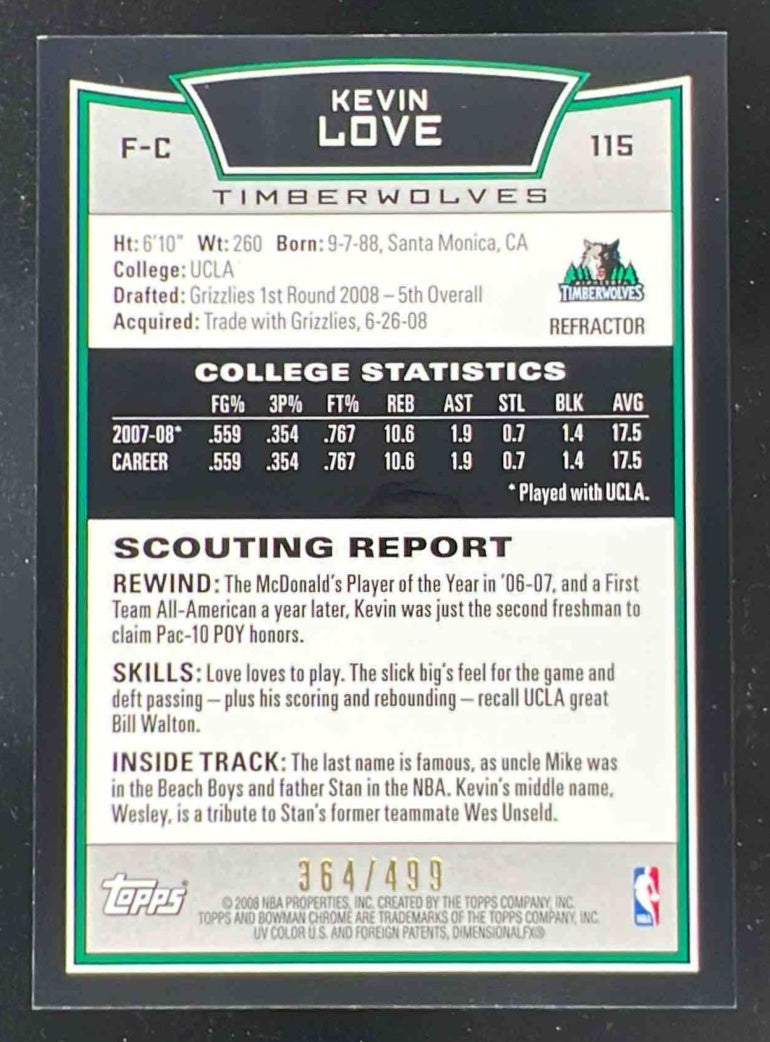 KEVIN
LOVE
F-C
115
TIMBERWOLVES
Ht: 6'10" Wt: 260 Born: 9-7-88, Santa Monica, CA
College: UCLA
Drafted: Grizzlies 1st Round 2008 – 5th Overall
Acquired: Trade with Grizzlies, 6-26-08
MINNESOTA
TIMBERWOLVES
REFRACTOR
COLLEGE STATISTICS
FG% 3P% FT% REB AST STL BLK AVG
2007-08* .559 .354 .767 10.6 1.9 0.7 1.4 17.5
CAREER .559 .354 .767 10.6 1.9 0.7 1.4 17.5
* Played with UCLA.
SCOUTING REPORT
REWIND: The McDonald's Player of the Year in '06-07, and a First
Team All-American a year later, Kevin was just the second freshman to
claim Pac-10 POY honors.
SKILLS: Love loves to play. The slick big's feel for the game and
deft passing – plus his scoring and rebounding – recall UCLA great
Bill Walton.
INSIDE TRACK: The last name is famous, as uncle Mike was
in the Beach Boys and father Stan in the NBA. Kevin's middle name,
Wesley, is a tribute to Stan's former teammate Wes Unseld.
364/499
Topps®
© 2008 NBA PROPERTIES, INC. CREATED BY THE TOPPS COMPANY, INC.
TOPPS AND BOWMAN CHROME ARE TRADEMARKS OF THE TOPPS COMPANY, INC.
UV COLOR U.S. AND FOREIGN PATENTS, DIMENSIONALFX®
NBA